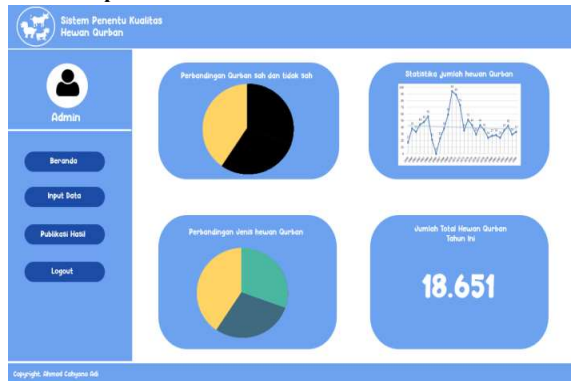 Sistem Penentu Kualitas
Hewan Qurban
Admin
Beranda
Input Data
Publikasi Hasil
Logout
Perbandingan Qurban sah dan tidak sah
Statistika jumlah hewan Qurban
Perbandingan Jenis hewan Qurban
Jumlah Total Hewan Qurban
Tahun Ini
18.651
Copyright. Ahmad Cahyono Adi